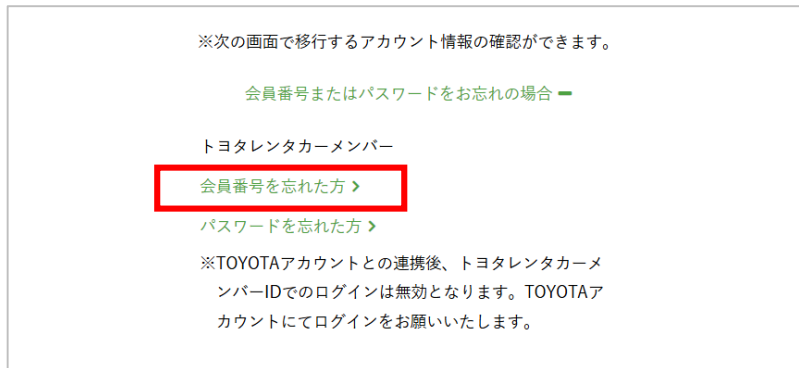 ※次の画面で移行するアカウント情報の確認ができます。
会員番号またはパスワードをお忘れの場合 ー
トヨタレンタカーメンバー
会員番号を忘れた方 >
パスワードを忘れた方 >
※TOYOTAアカウントとの連携後、トヨタレンタカーメ
ンバーIDでのログインは無効となります。TOYOTAア
カウントにてログインをお願いいたします。